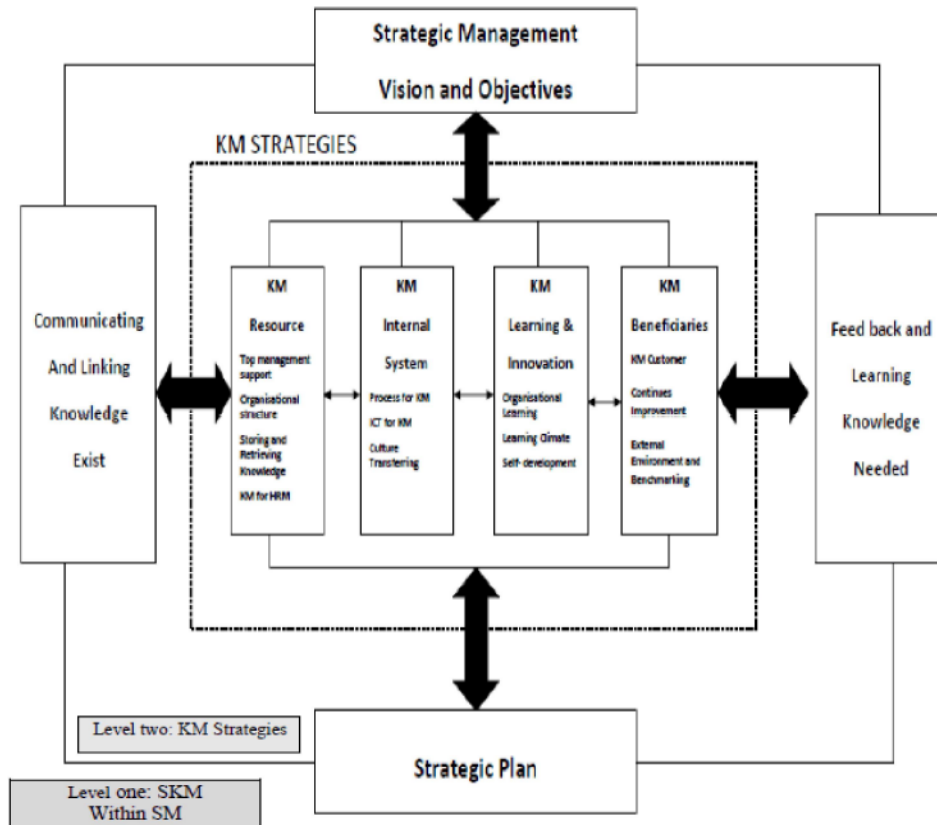 Strategic Management
Vision and Objectives
KM STRATEGIES
Communicating
And Linking
Knowledge
Exist
KM
Resource
Top management
support
Organisational
structure
Storing and
Retrieving
Knowledge
KM for HRM
KM
Internal
System
Process for KM
ICT for KM
Culture
Transferring
KM
Learning &
Innovation
Organisational
Learning
Learning Climate
Self- development
KM
Beneficiaries
KM Customer
Continues
Improvement
External
Environment and
Benchmarking
Feed back and
Learning
Knowledge
Needed
Level two: KM Strategies
Strategic Plan
Level one: SKM
Within SM